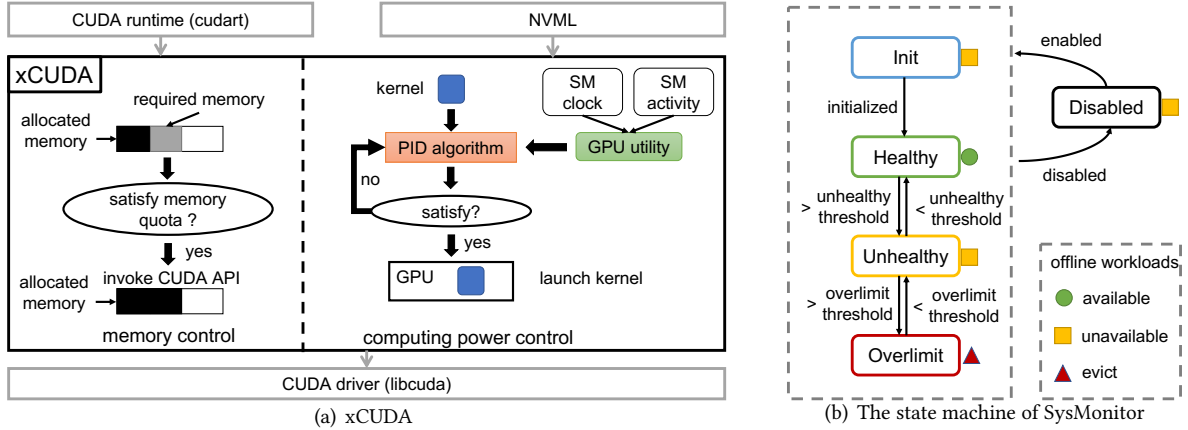 CUDA runtime (cudart)
NVML
xCUDA
required memory
allocated
memory
satisfy memory
quota ?
yes
invoke CUDA API
allocated
memory
memory control
kernel
SM
clock
SM
activity
PID algorithm
GPU utility
no
satisfy?
yes
GPU
launch kernel
computing power control
CUDA driver (libcuda)
(a) xCUDA
Init
initialized
Healthy
> unhealthy
threshold
< unhealthy
threshold
Unhealthy
> overlimit
threshold
< overlimit
threshold
Overlimit
enabled
Disabled
disabled
offline workloads
available
unavailable
evict
(b) The state machine of SysMonitor